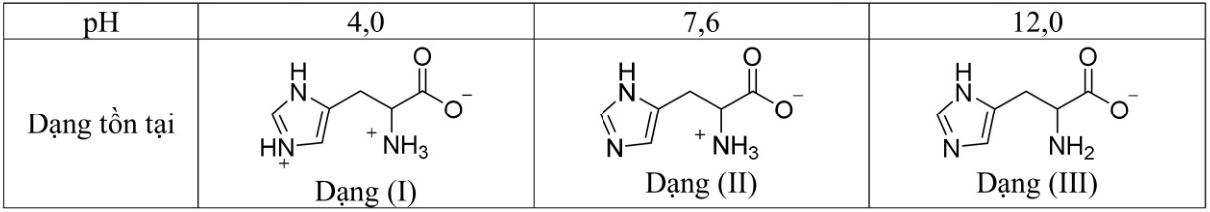 pH 4,0 7,6 12,0
Dạng tồn tại
H N O O⁻ HN + + NH₃
H N O O⁻ N + NH₃
H N O O⁻ N NH₂
Dạng (I) Dạng (II) Dạng (III)